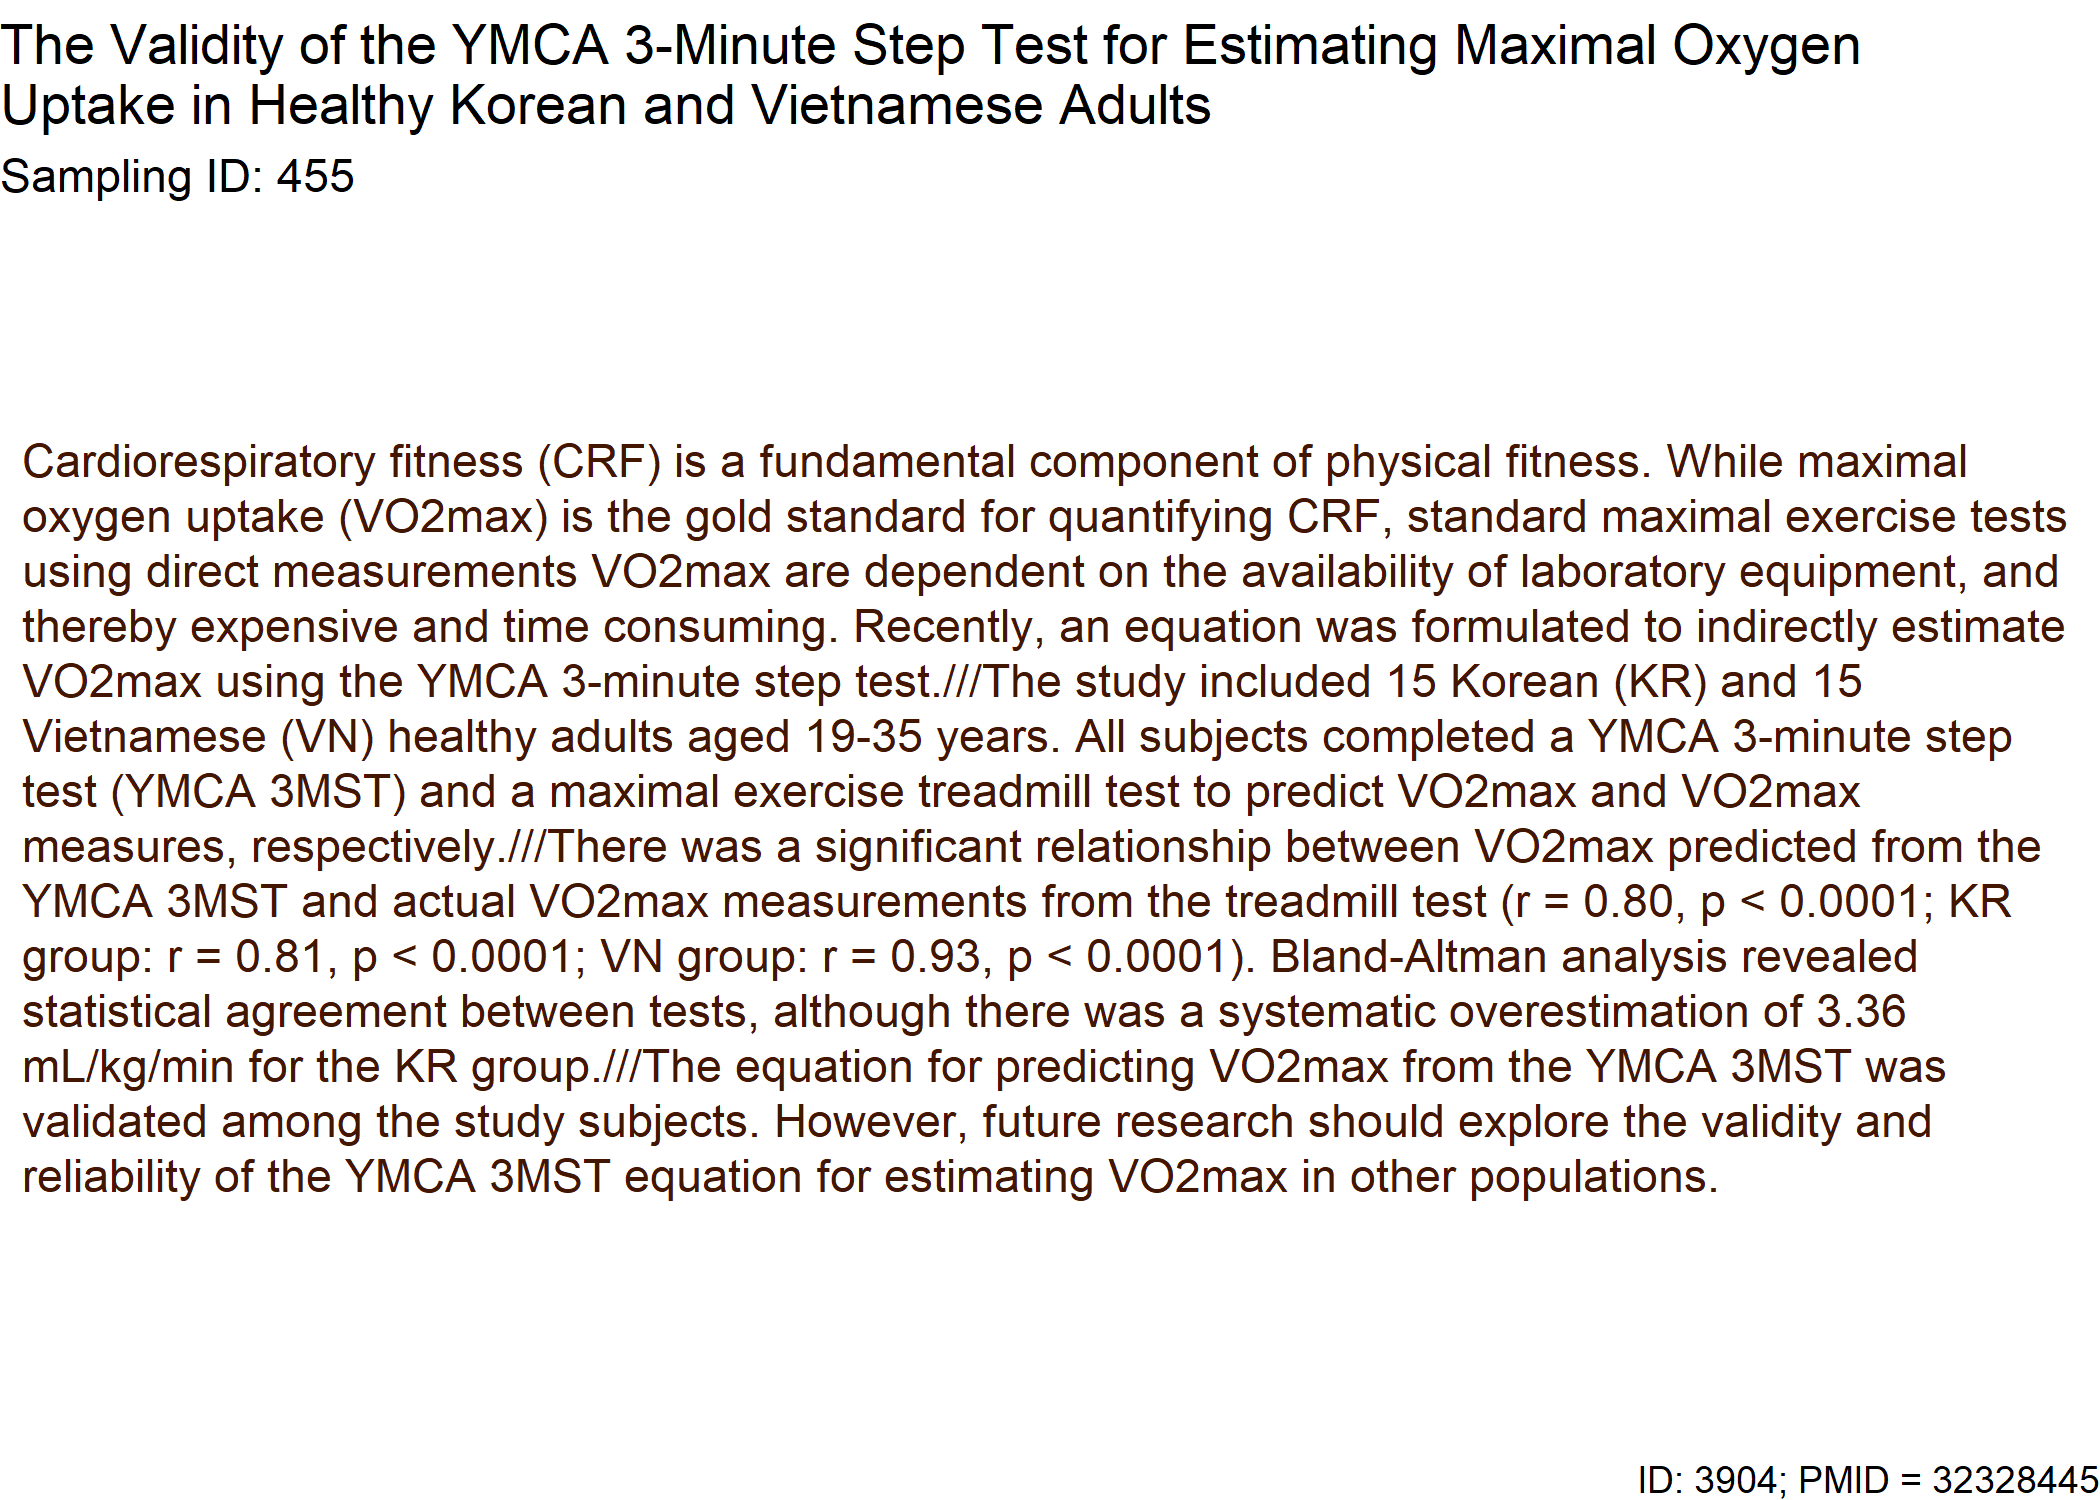 The Validity of the YMCA 3-Minute Step Test for Estimating Maximal Oxygen
Uptake in Healthy Korean and Vietnamese Adults
Sampling ID: 455
Cardiorespiratory fitness (CRF) is a fundamental component of physical fitness. While maximal
oxygen uptake (VO2max) is the gold standard for quantifying CRF, standard maximal exercise tests
using direct measurements VO2max are dependent on the availability of laboratory equipment, and
thereby expensive and time consuming. Recently, an equation was formulated to indirectly estimate
VO2max using the YMCA 3-minute step test.///The study included 15 Korean (KR) and 15
Vietnamese (VN) healthy adults aged 19-35 years. All subjects completed a YMCA 3-minute step
test (YMCA 3MST) and a maximal exercise treadmill test to predict VO2max and VO2max
measures, respectively.///There was a significant relationship between VO2max predicted from the
YMCA 3MST and actual VO2max measurements from the treadmill test (r = 0.80, p < 0.0001; KR
group: r = 0.81, p < 0.0001; VN group: r = 0.93, p < 0.0001). Bland-Altman analysis revealed
statistical agreement between tests, although there was a systematic overestimation of 3.36
mL/kg/min for the KR group.///The equation for predicting VO2max from the YMCA 3MST was
validated among the study subjects. However, future research should explore the validity and
reliability of the YMCA 3MST equation for estimating VO2max in other populations.
ID: 3904; PMID = 32328445